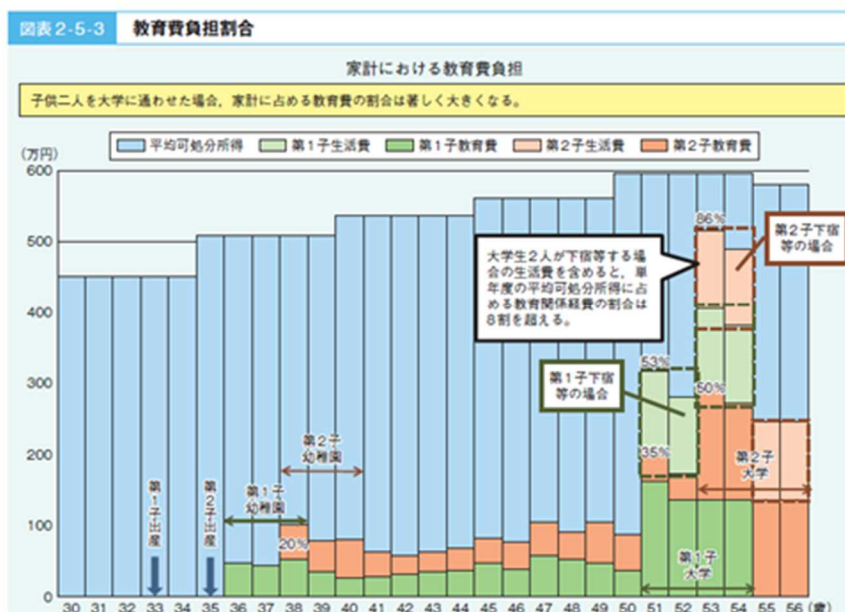 図表2-5-3 教育費負担割合
家計における教育費負担
子供二人を大学に通わせた場合，家計に占める教育費の割合は著しく大きくなる。
(万円)
平均可処分所得 第1子生活費 第1子教育費 第2子生活費 第2子教育費
600
500
400
300
200
100
0
86%
第2子下宿
等の場合
大学生2人が下宿等する場
合の生活費を含めると，単
年度の平均可処分所得に占
める教育関係経費の割合は
8割を超える。
53%
50%
第1子下宿
等の場合
35%
第2子
大学
第2子
幼稚園
第1子
幼稚園
第1子出産
第2子出産
20%
第1子
大学
30 31 32 33 34 35 36 37 38 39 40 41 42 43 44 45 46 47 48 49 50 51 52 53 54 55 56 (歳)